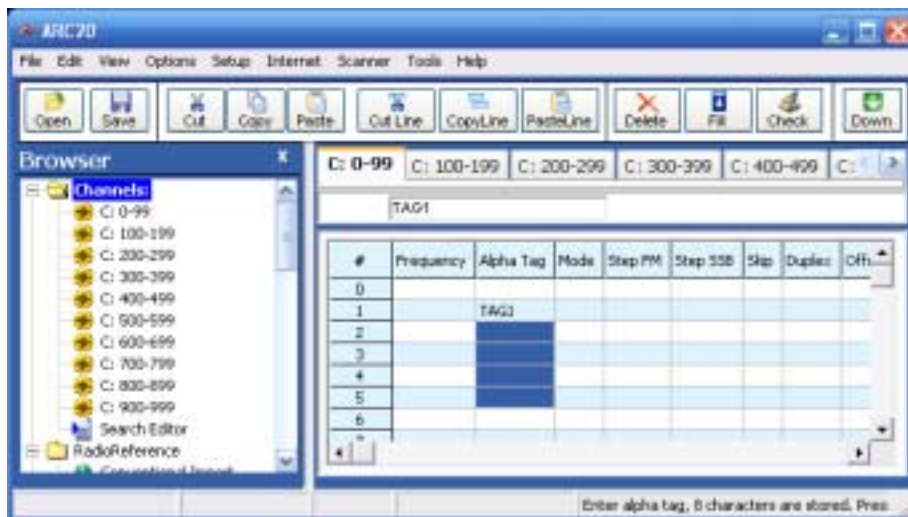 ARC20
File Edit View Options Setup Internet Scanner Tools Help
Open Save Cut Copy Paste Cut Line CopyLine PasteLine Delete Fill Check Down
Browser x
Channels:
C: 0-99
C: 100-199
C: 200-299
C: 300-399
C: 400-499
C: 500-599
C: 600-699
C: 700-799
C: 800-899
C: 900-999
Search Editor
RadioReference
Conventional Import
C: 0-99 C: 100-199 C: 200-299 C: 300-399 C: 400-499 C:
TAG1
# Frequency Alpha Tag Mode Step FM Step SSB Skip Duplex
0
1 TAG1
2
3
4
5
6
Enter alpha tag, 8 characters are stored. Press